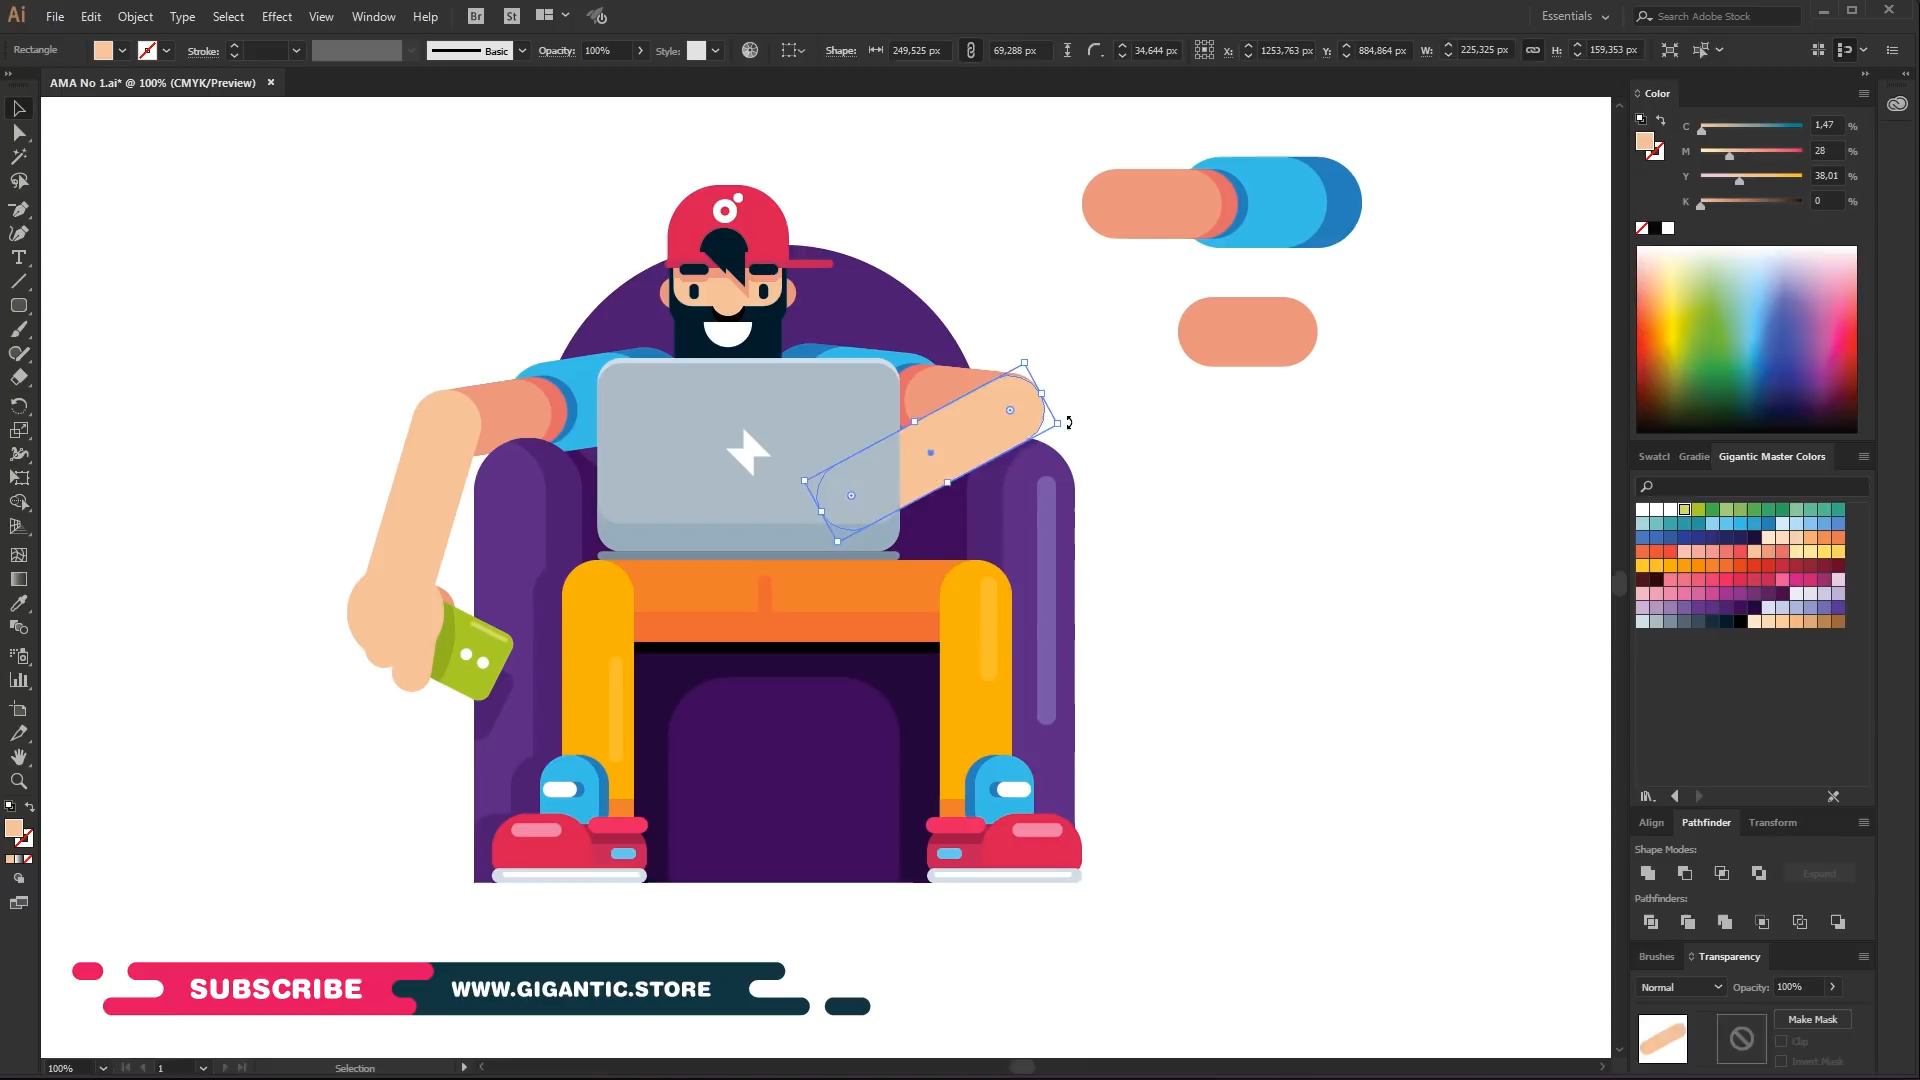 Ai File Edit Object Type Select Effect View Window Help Br St Essentials Search Adobe Stock
Rectangle Stroke: Basic Opacity: 100% Style: Shape: 249,525 px 69,288 px 34,644 px X: 1253,763 px Y: 884,864 px W: 225,325 px H: 159,353 px
AMA No 1.ai* @ 100% (CMYK/Preview)
Color
C 1,47 %
M 28 %
Y 38,01 %
K 0 %
Swatcl Gradie Gigantic Master Colors
Align Pathfinder Transform
Shape Modes:
Expand
Pathfinders:
Brushes Transparency
Normal Opacity: 100%
Make Mask
Clip
Invert Mask
SUBSCRIBE WWW.GIGANTIC.STORE
100% 1 Selection